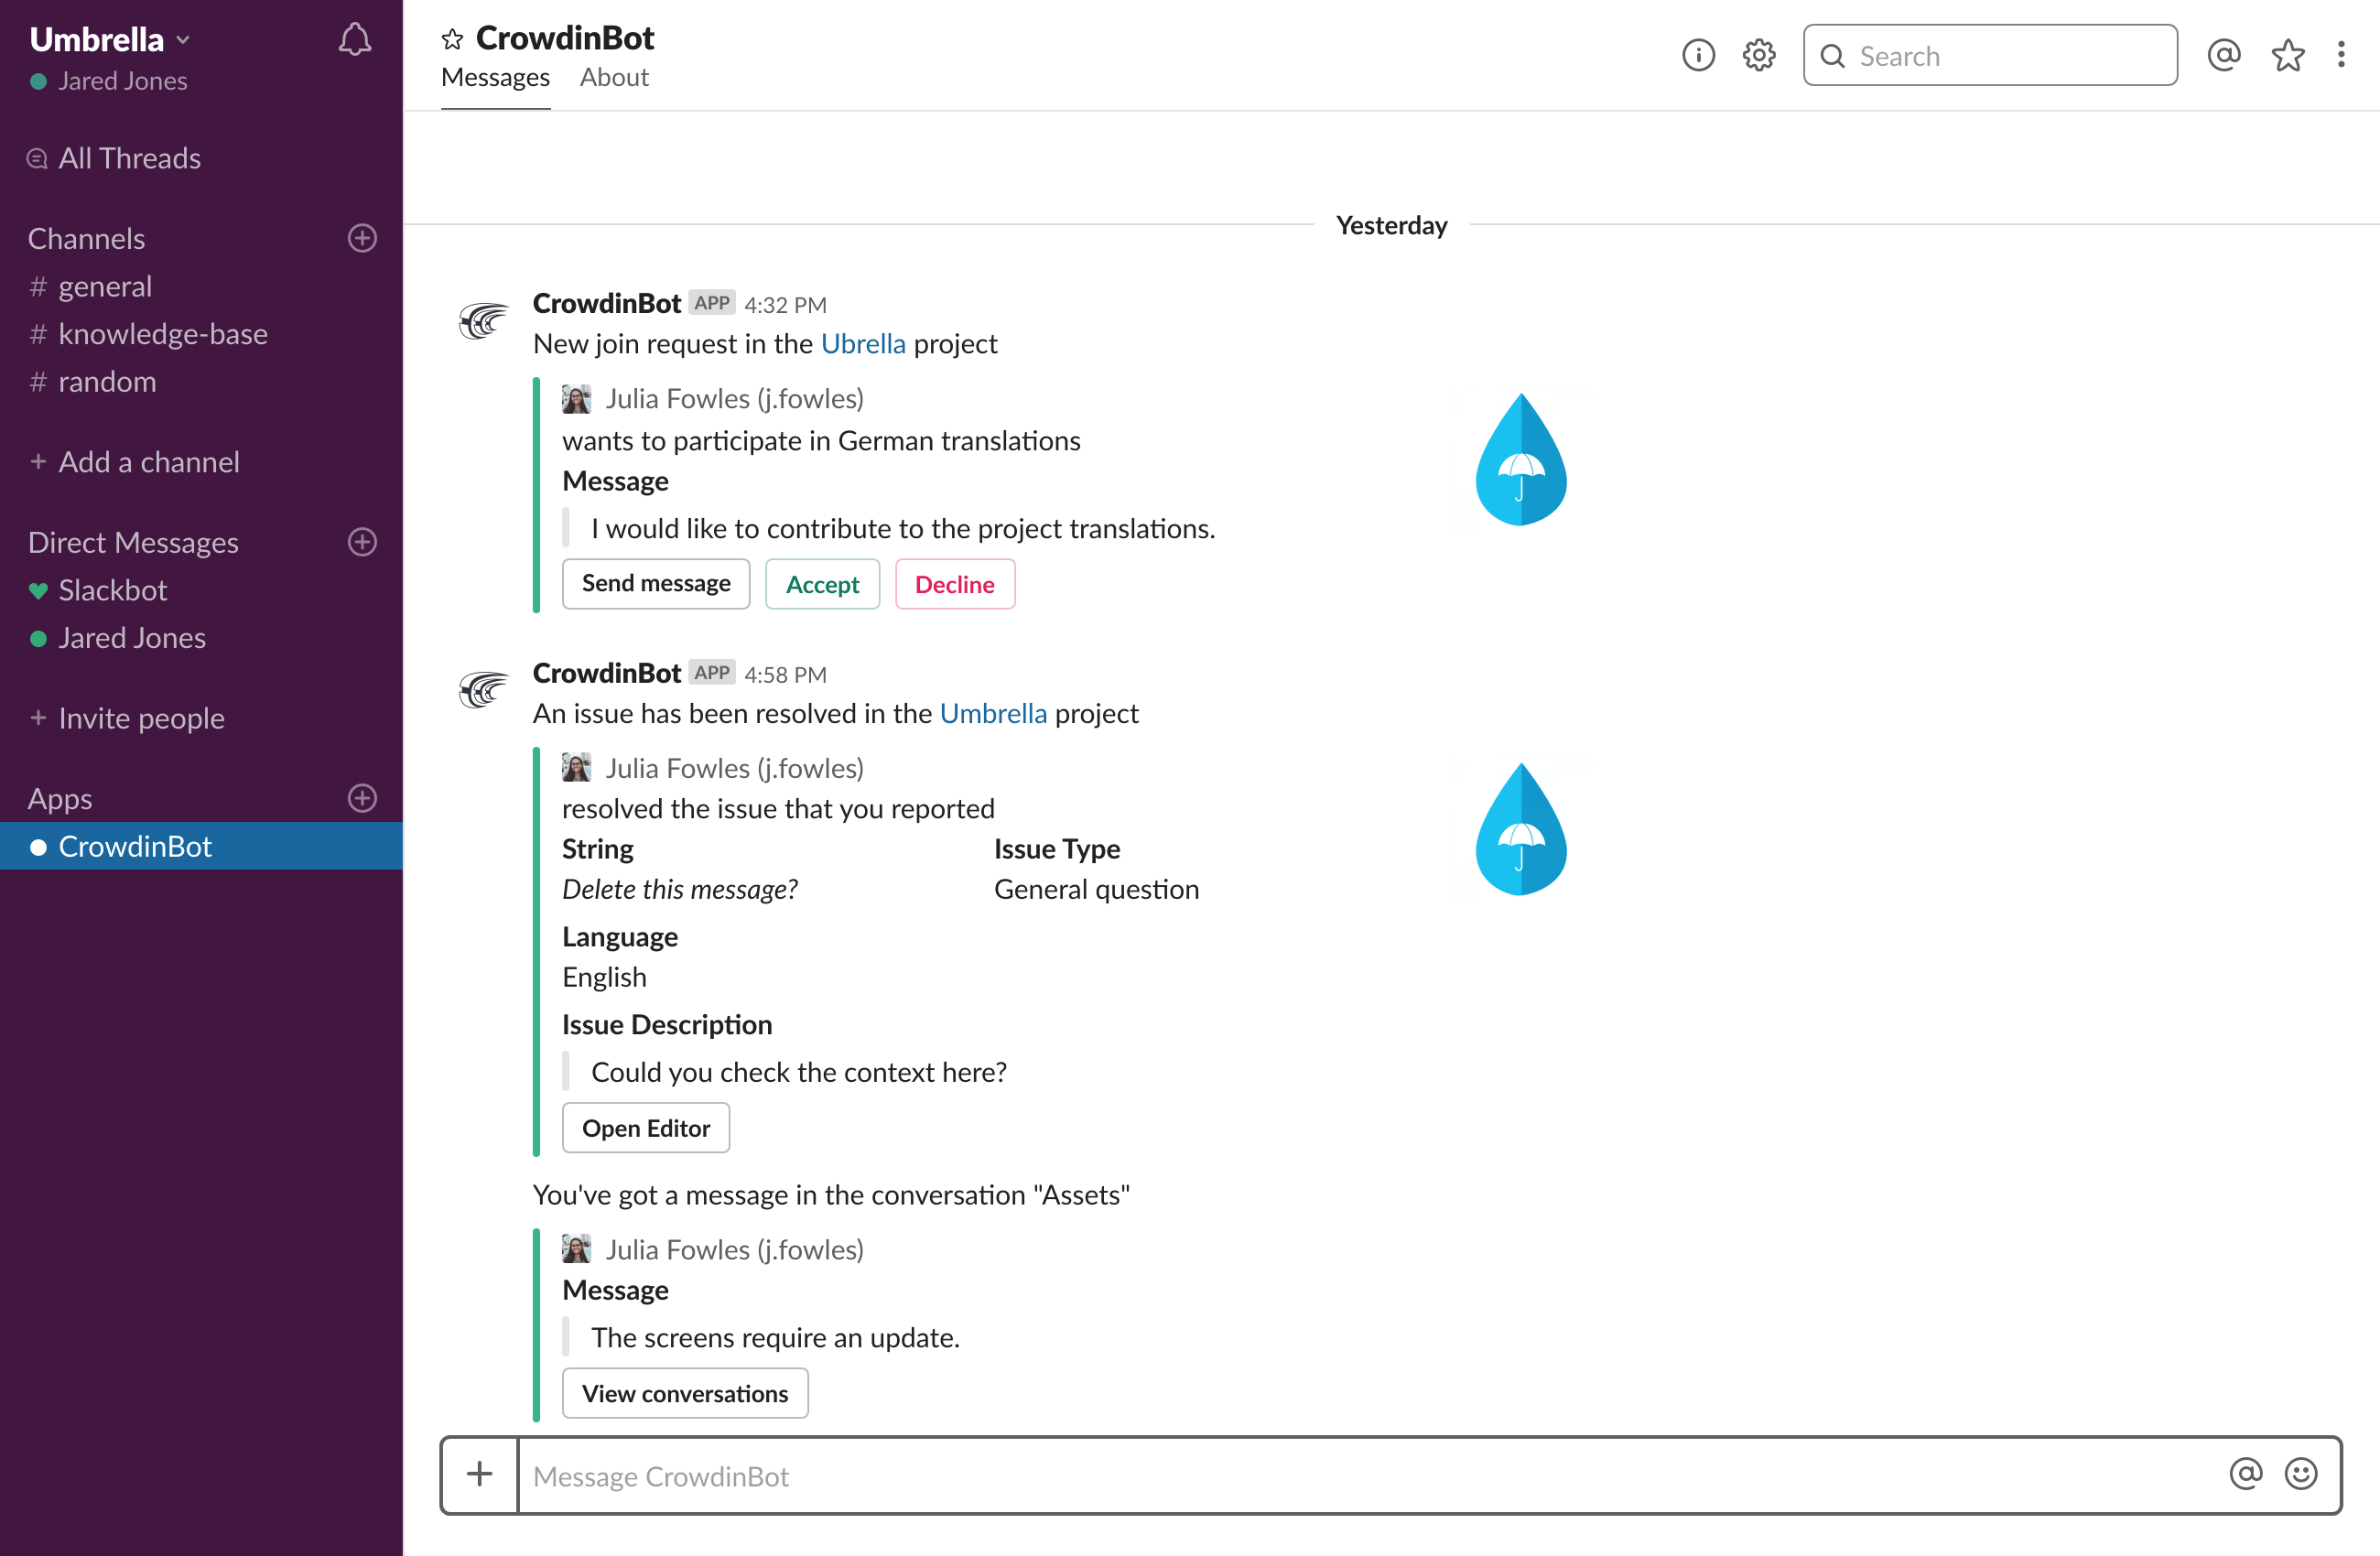 Umbrella
Jared Jones
All Threads
Channels
# general
# knowledge-base
# random
+ Add a channel
Direct Messages
Slackbot
Jared Jones
+ Invite people
Apps
CrowdinBot
CrowdinBot
Messages About
Search
Yesterday
CrowdinBot APP 4:32 PM
New join request in the Ubrella project
Julia Fowles (j.fowles)
wants to participate in German translations
Message
I would like to contribute to the project translations.
Send message Accept Decline
CrowdinBot APP 4:58 PM
An issue has been resolved in the Umbrella project
Julia Fowles (j.fowles)
resolved the issue that you reported
String Issue Type
Delete this message? General question
Language
English
Issue Description
Could you check the context here?
Open Editor
You've got a message in the conversation "Assets"
Julia Fowles (j.fowles)
Message
The screens require an update.
View conversations
Message CrowdinBot